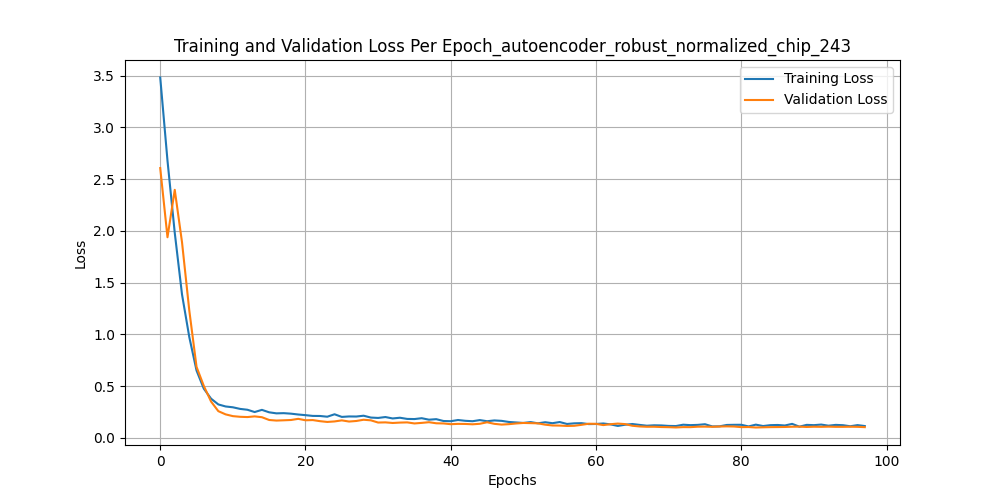 Training and Validation Loss Per Epoch_autoencoder_robust_normalized_chip_243
Training Loss
Validation Loss
Loss
3.5
3.0
2.5
2.0
1.5
1.0
0.5
0.0
0 20 40 60 80 100
Epochs